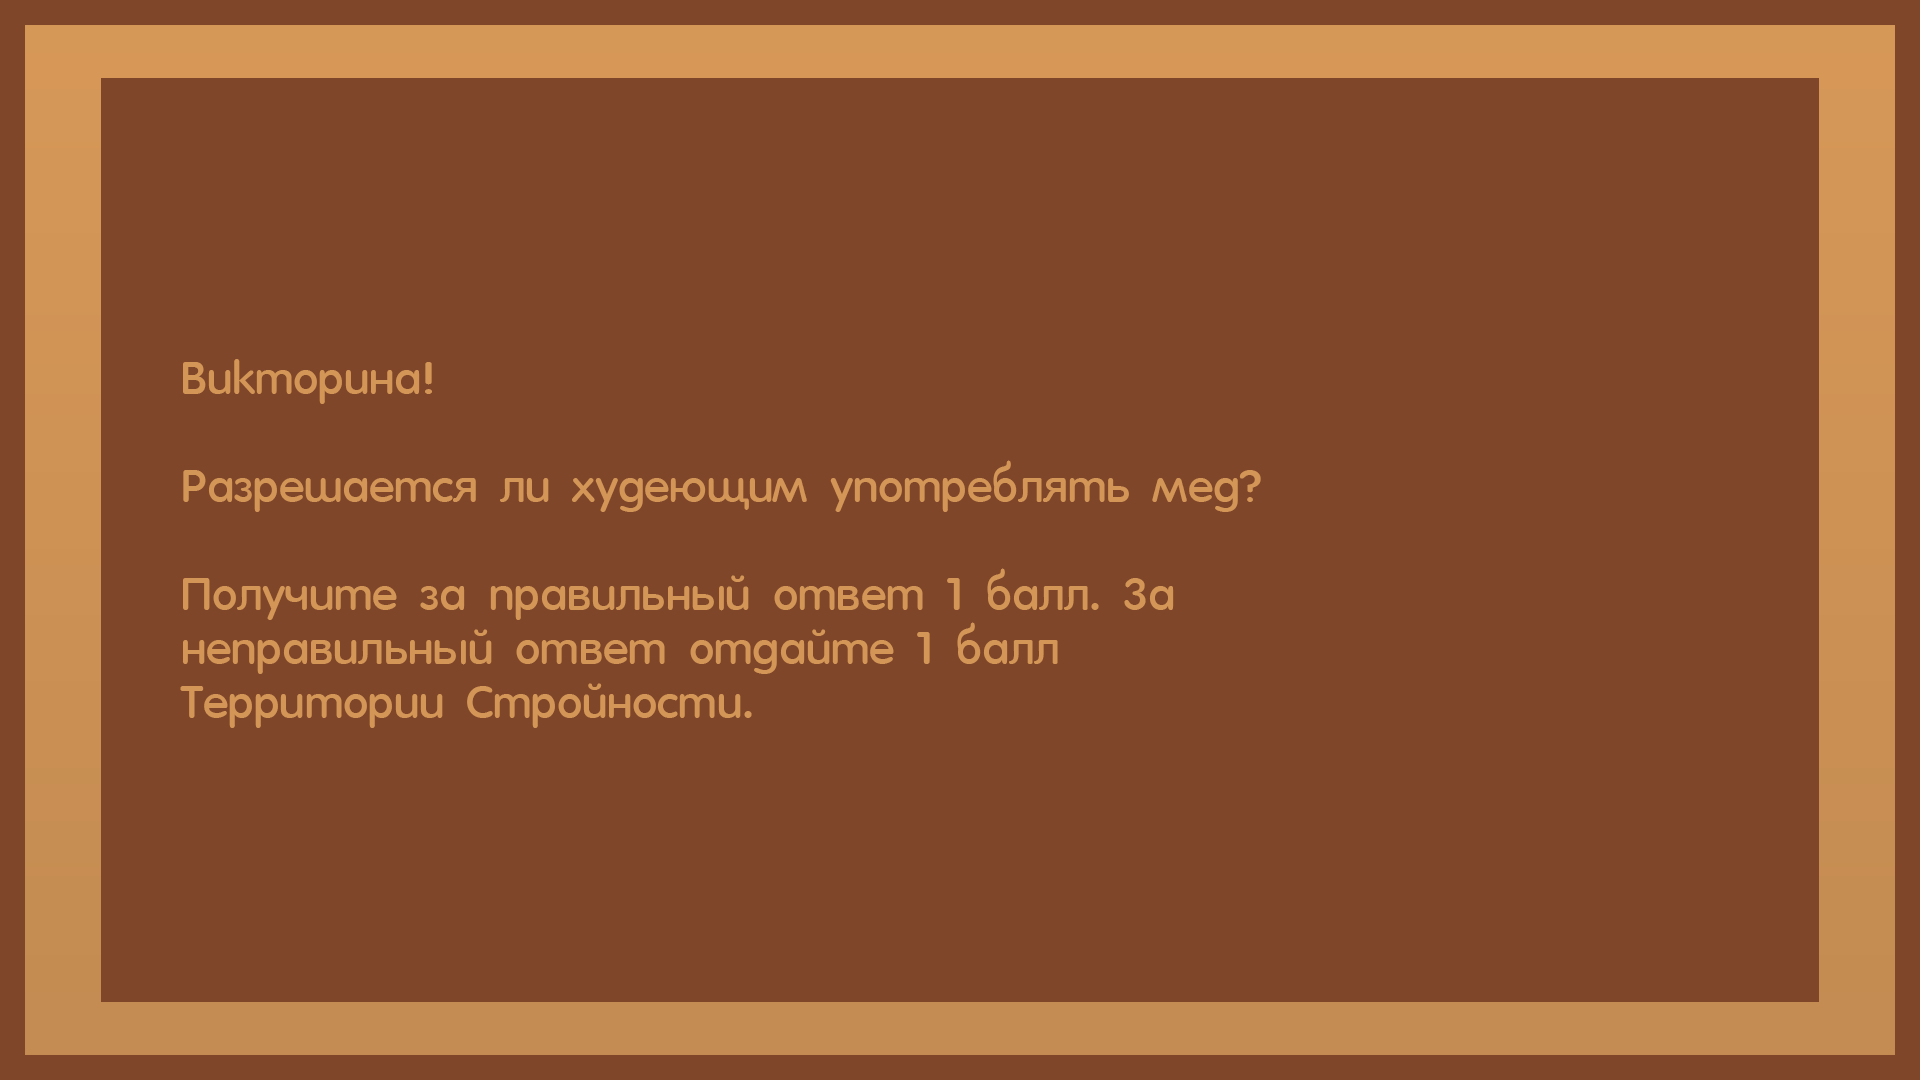 Викторина!
Разрешается ли худеющим употреблять мед?
Получите за правильный ответ 1 балл. За
неправильный ответ отдайте 1 балл
Территории Стройности.